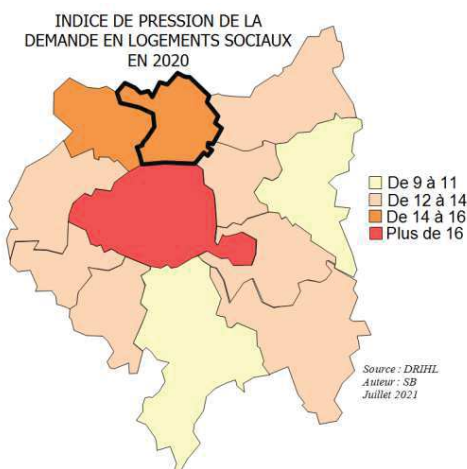 INDICE DE PRESSION DE LA
DEMANDE EN LOGEMENTS SOCIAUX
EN 2020
De 9 à 11
De 12 à 14
De 14 à 16
Plus de 16
Source : DRIHL
Auteur : SB
Juillet 2021